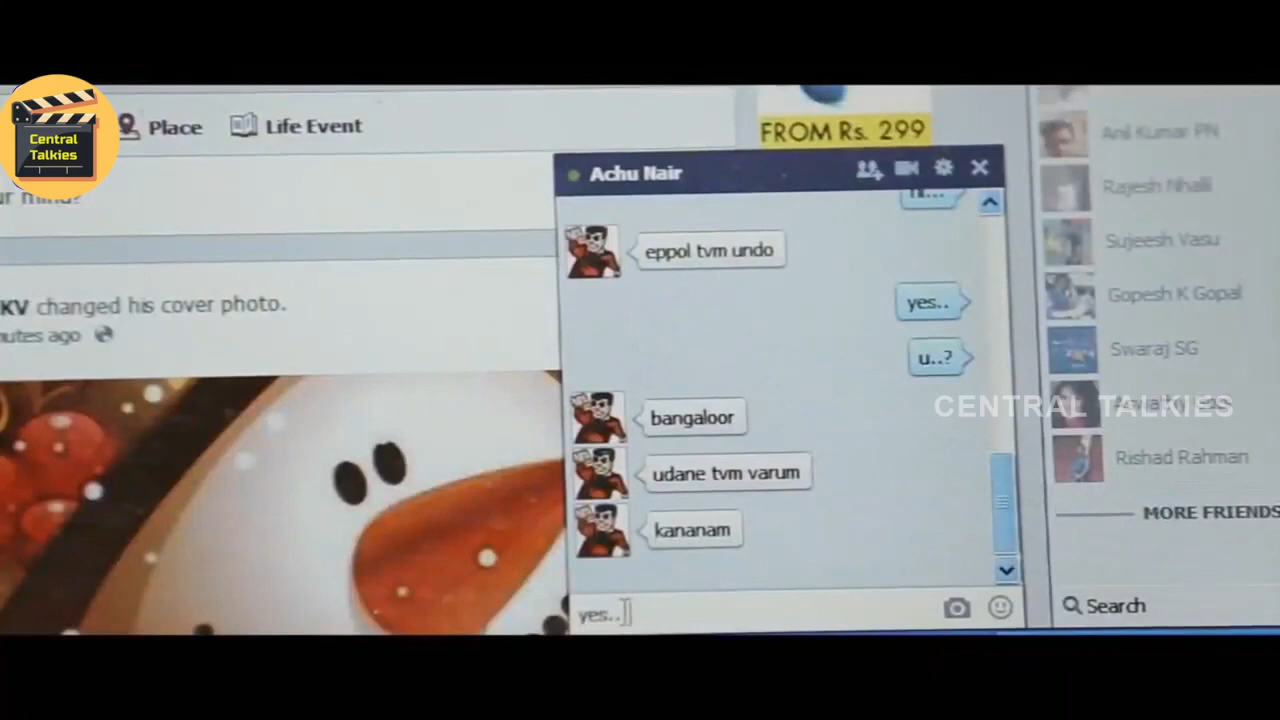 Central
Talkies
Place
Life Event
FROM Rs. 299
KV changed his cover photo.
ago
Achu Nair
eppol tvm undo
yes..
u..?
bangaloor
udane tvm varum
kananam
yes..
Anil Kumar PN
Rajesh Nhalil
Sujeesh Vasu
Gopesh K Gopal
Swaraj SG
CENTRAL TALKIES
Rishad Rahman
MORE FRIENDS
Search